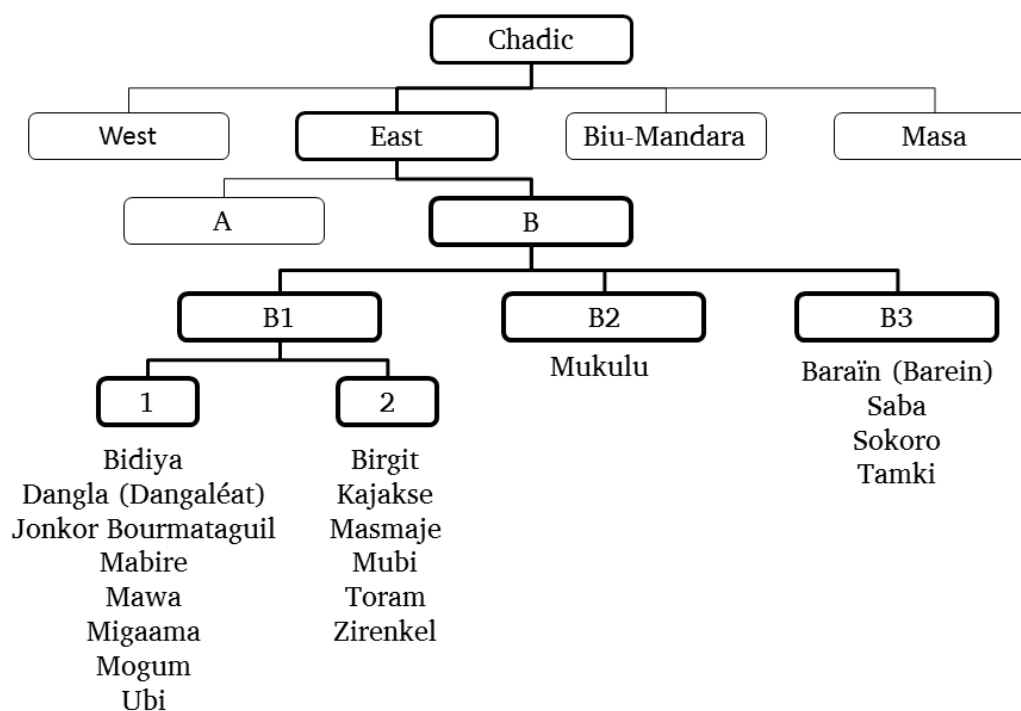 Chadic
West
East
Biu-Mandara
Masa
A
B
B1
B2
B3
Mukulu
Baraïn (Barein)
Saba
Sokoro
Tamki
1
2
Bidiya
Dangla (Dangaléat)
Jonkor Bourmataguil
Mabire
Mawa
Migaama
Mogum
Ubi
Birgit
Kajakse
Masmaje
Mubi
Toram
Zirenkel